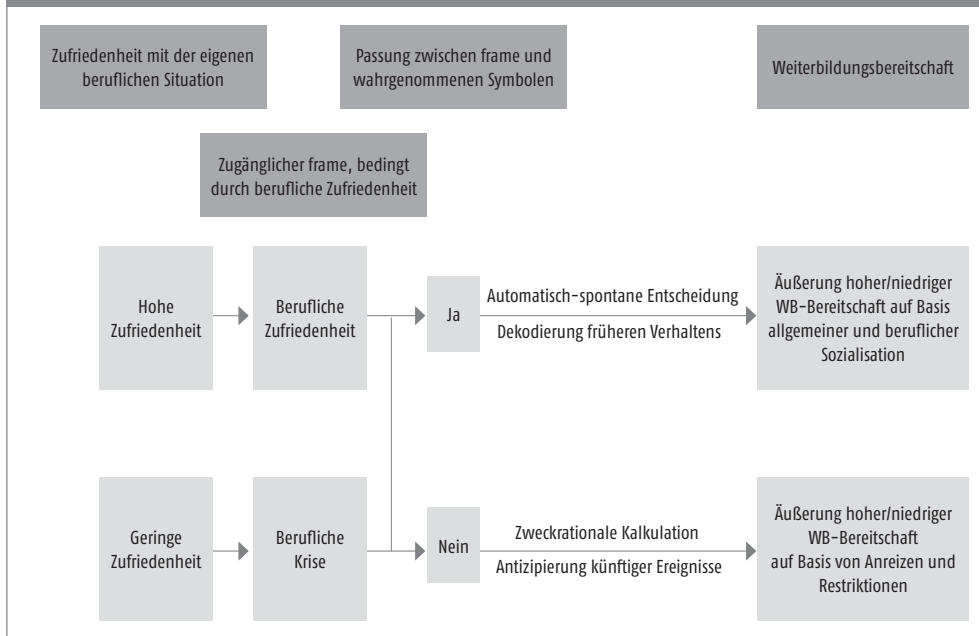 Zufriedenheit mit der eigenen
beruflichen Situation
Passung zwischen frame und
wahrgenommenen Symbolen
Weiterbildungsbereitschaft
Zugänglicher frame, bedingt
durch berufliche Zufriedenheit
Hohe
Zufriedenheit
Berufliche
Zufriedenheit
Ja
Automatisch-spontane Entscheidung
Dekodierung früheren Verhaltens
Äußerung hoher/niedriger
WB-Bereitschaft auf Basis
allgemeiner und beruflicher
Sozialisation
Geringe
Zufriedenheit
Berufliche
Krise
Nein
Zweckrationale Kalkulation
Antizipierung künftiger Ereignisse
Äußerung hoher/niedriger
WB-Bereitschaft
auf Basis von Anreizen und
Restriktionen